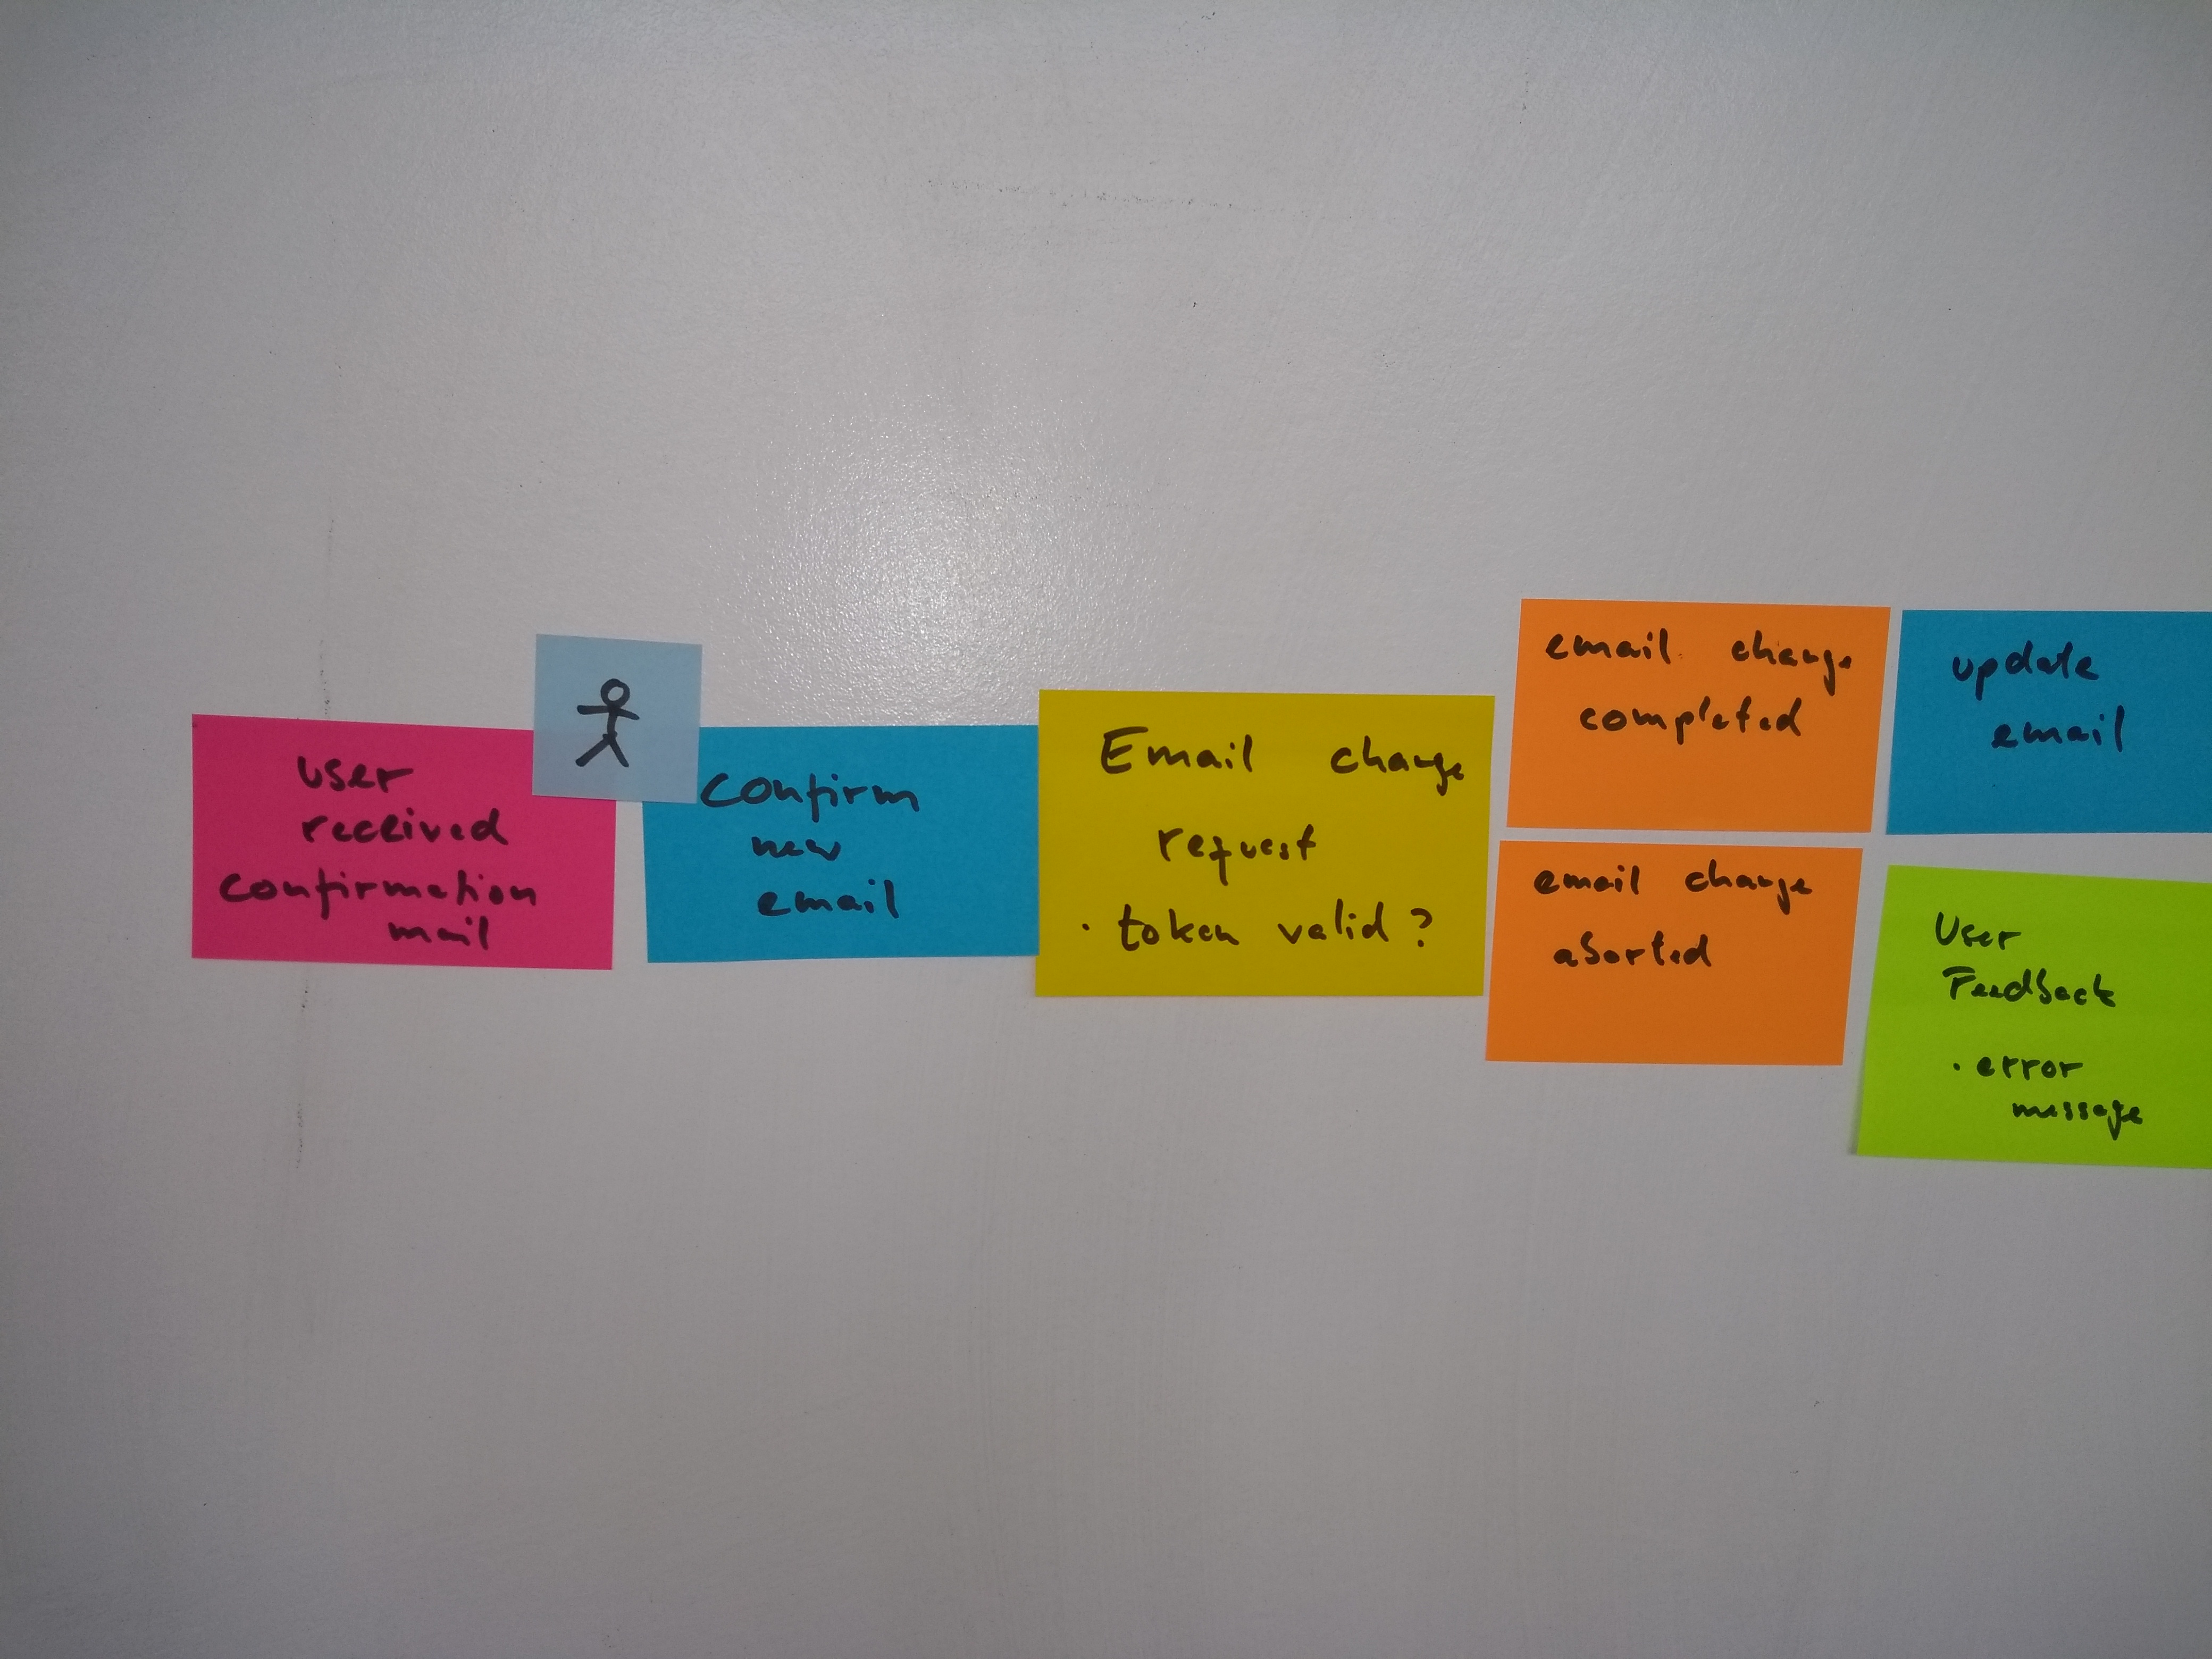 User
received
confirmation
mail
Confirm
new
email
Email change
request
· token valid?
email change
completed
email change
aborted
update
email
User
Feedback
· error
message